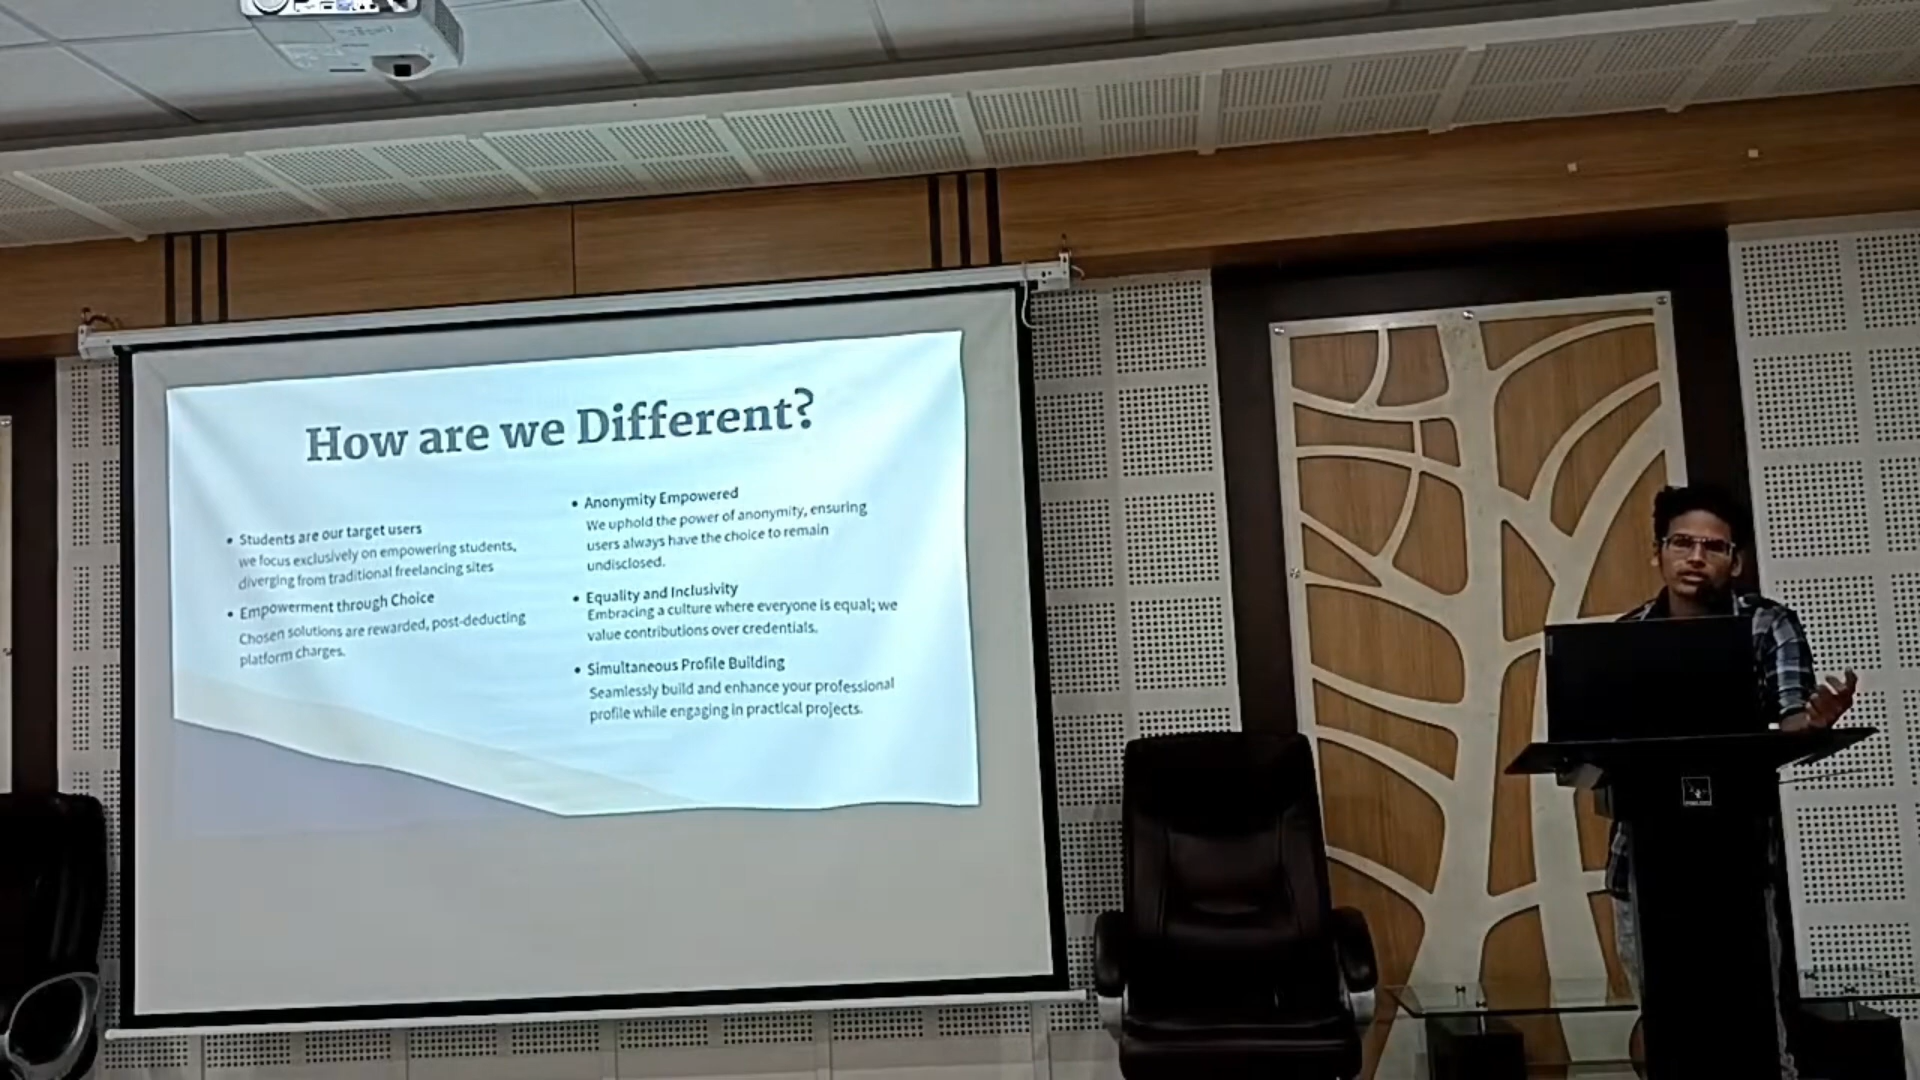 How are we Different?
• Students are our target users
we focus exclusively on empowering students,
diverging from traditional freelancing sites
• Empowerment through Choice
Chosen solutions are rewarded, post-deducting
platform charges.
• Anonymity Empowered
We uphold the power of anonymity, ensuring
users always have the choice to remain
undisclosed.
• Equality and Inclusivity
Embracing a culture where everyone is equal; we
value contributions over credentials.
• Simultaneous Profile Building
Seamlessly build and enhance your professional
profile while engaging in practical projects.